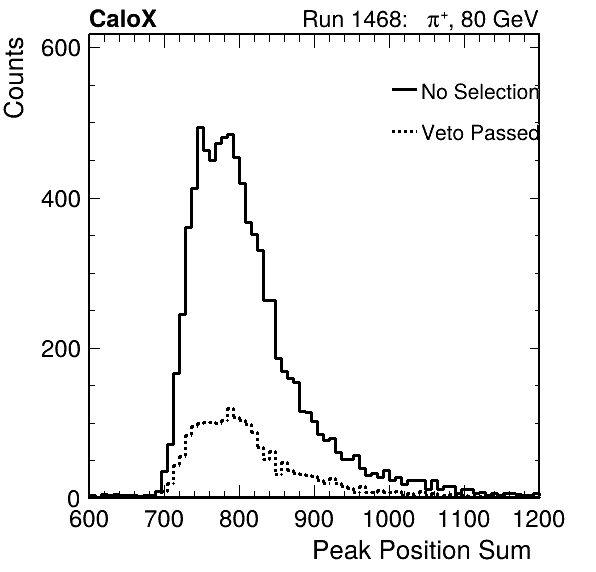 CaloX Run 1468: π⁺, 80 GeV
Counts
600
No Selection
Veto Passed
400
200
0
600 700 800 900 1000 1100 1200
Peak Position Sum